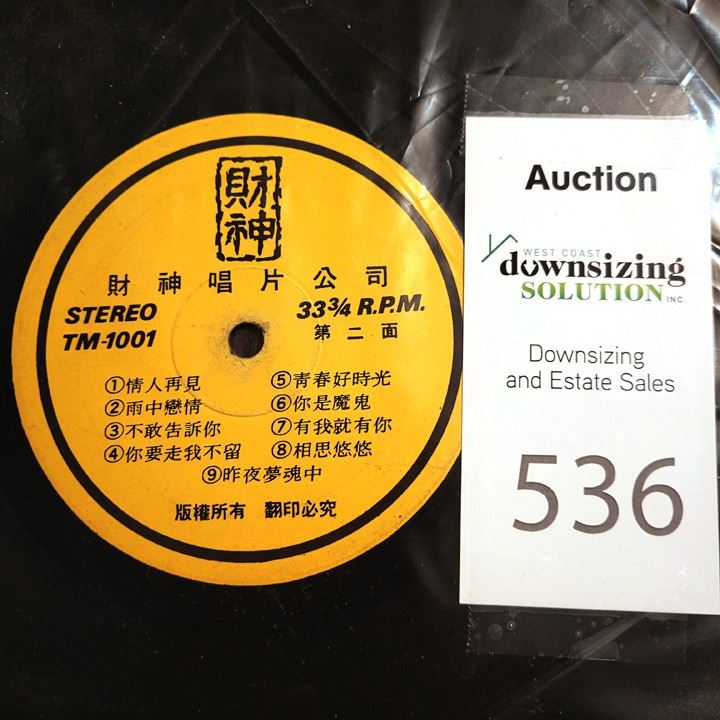 財神
財神唱片公司
STEREO
TM-1001
33¾ R.P.M.
第二面
①情人再見
②雨中戀情
③不敢告訴你
④你要走我不留
⑤靑春好時光
⑥你是魔鬼
⑦有我就有你
⑧相思悠悠
⑨昨夜夢魂中
版權所有 翻印必究
Auction
WEST COAST
downsizing
SOLUTION INC.
Downsizing
and Estate Sales
536